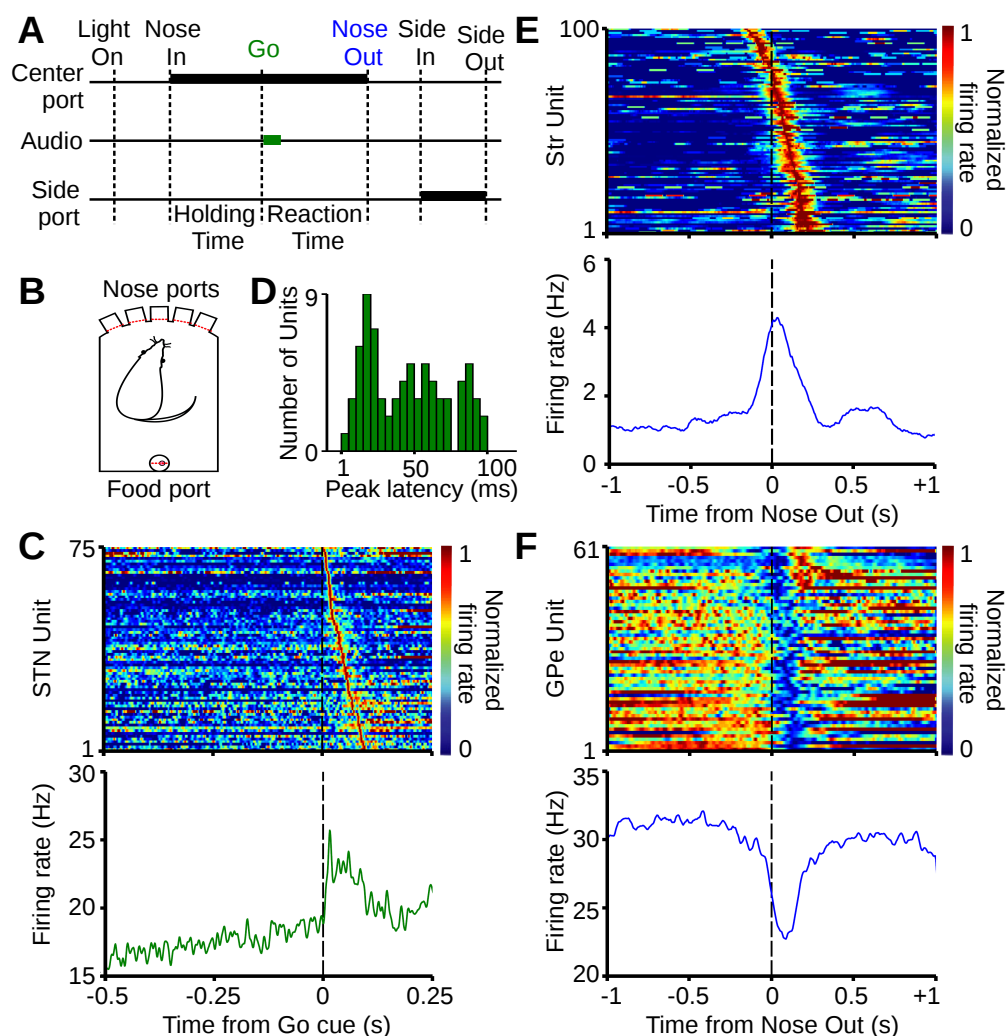 A
Light On
Nose In
Go
Nose Out
Side In
Side Out
Center port
Audio
Side port
Holding Time
Reaction Time
B
Nose ports
Food port
D
Number of Units
9
0
1
50
100
Peak latency (ms)
C
STN Unit
75
1
1
0
Normalized firing rate
Firing rate (Hz)
30
25
20
15
-0.5
-0.25
0
0.25
Time from Go cue (s)
E
Str Unit
100
1
1
0
Normalized firing rate
Firing rate (Hz)
6
4
2
0
-1
-0.5
0
0.5
+1
Time from Nose Out (s)
F
GPe Unit
61
1
1
0
Normalized firing rate
Firing rate (Hz)
35
30
25
20
-1
-0.5
0
0.5
+1
Time from Nose Out (s)